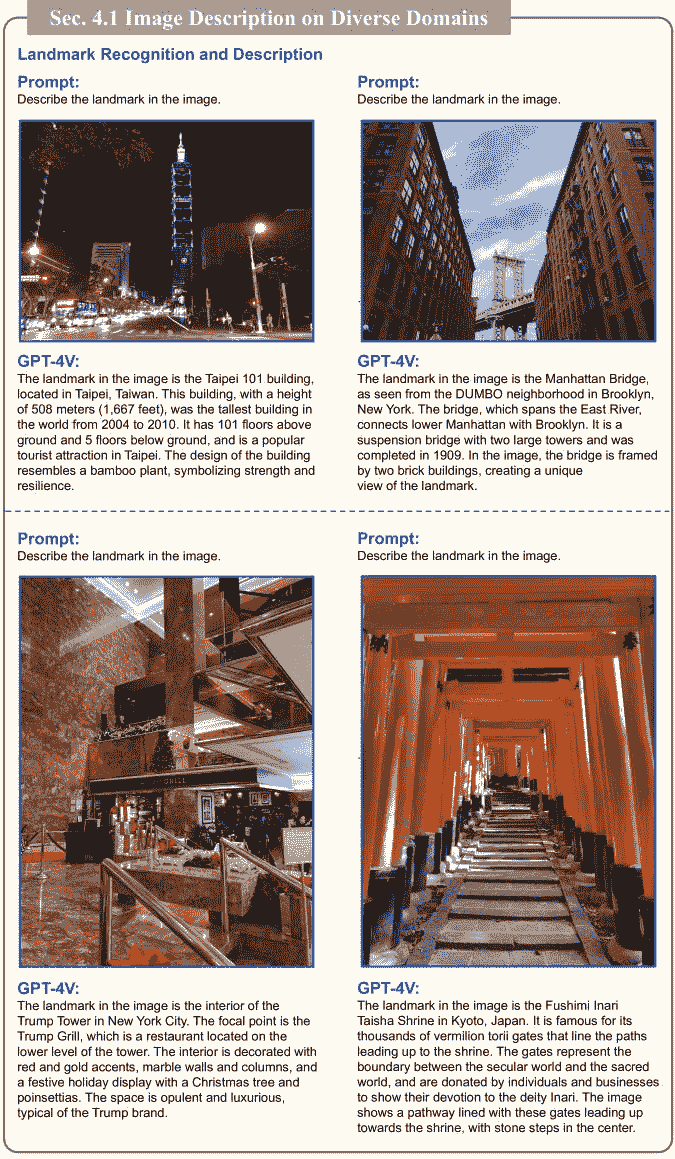 Sec. 4.1 Image Description on Diverse Domains
Landmark Recognition and Description
Prompt:
Describe the landmark in the image.
Prompt:
Describe the landmark in the image.
GPT-4V:
The landmark in the image is the Taipei 101 building,
located in Taipei, Taiwan. This building, with a height
of 508 meters (1,667 feet), was the tallest building in
the world from 2004 to 2010. It has 101 floors above
ground and 5 floors below ground, and is a popular
tourist attraction in Taipei. The design of the building
resembles a bamboo plant, symbolizing strength and
resilience.
GPT-4V:
The landmark in the image is the Manhattan Bridge,
as seen from the DUMBO neighborhood in Brooklyn,
New York. The bridge, which spans the East River,
connects lower Manhattan with Brooklyn. It is a
suspension bridge with two large towers and was
completed in 1909. In the image, the bridge is framed
by two brick buildings, creating a unique
view of the landmark.
Prompt:
Describe the landmark in the image.
Prompt:
Describe the landmark in the image.
GRILL
GPT-4V:
The landmark in the image is the interior of the
Trump Tower in New York City. The focal point is the
Trump Grill, which is a restaurant located on the
lower level of the tower. The interior is decorated with
red and gold accents, marble walls and columns, and
a festive holiday display with a Christmas tree and
poinsettias. The space is opulent and luxurious,
typical of the Trump brand.
GPT-4V:
The landmark in the image is the Fushimi Inari
Taisha Shrine in Kyoto, Japan. It is famous for its
thousands of vermilion torii gates that line the paths
leading up to the shrine. The gates represent the
boundary between the secular world and the sacred
world, and are donated by individuals and businesses
to show their devotion to the deity Inari. The image
shows a pathway lined with these gates leading up
towards the shrine, with stone steps in the center.